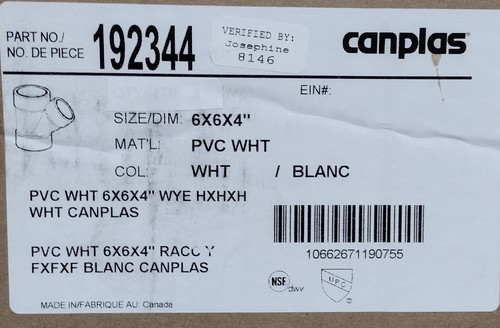 PART NO./
NO. DE PIECE
192344
VERIFIED BY:
Josephine
8146
canplas
EIN#:
SIZE/DIM: 6X6X4"
MAT'L: PVC WHT
COL: WHT / BLANC
PVC WHT 6X6X4" WYE HXHXH
WHT CANPLAS
PVC WHT 6X6X4" RACC Y
FXFXF BLANC CANPLAS
10662671190755
NSF
dwv
UPC
MADE IN/FABRIQUE AU: Canada